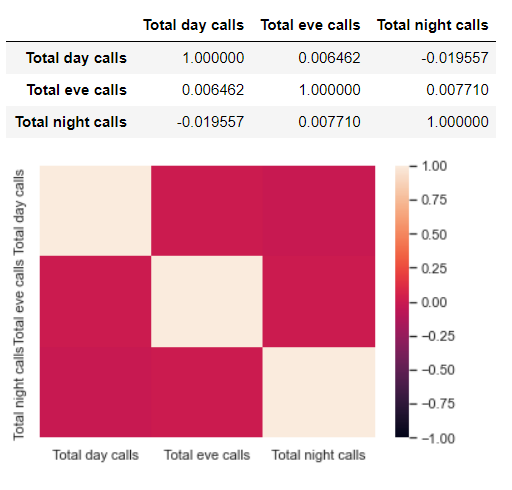 Total day calls Total eve calls Total night calls
Total day calls 1.000000 0.006462 -0.019557
Total eve calls 0.006462 1.000000 0.007710
Total night calls -0.019557 0.007710 1.000000
Total day calls
Total eve calls
Total night calls
1.00
0.75
0.50
0.25
0.00
−0.25
−0.50
−0.75
−1.00
Total day calls Total eve calls Total night calls